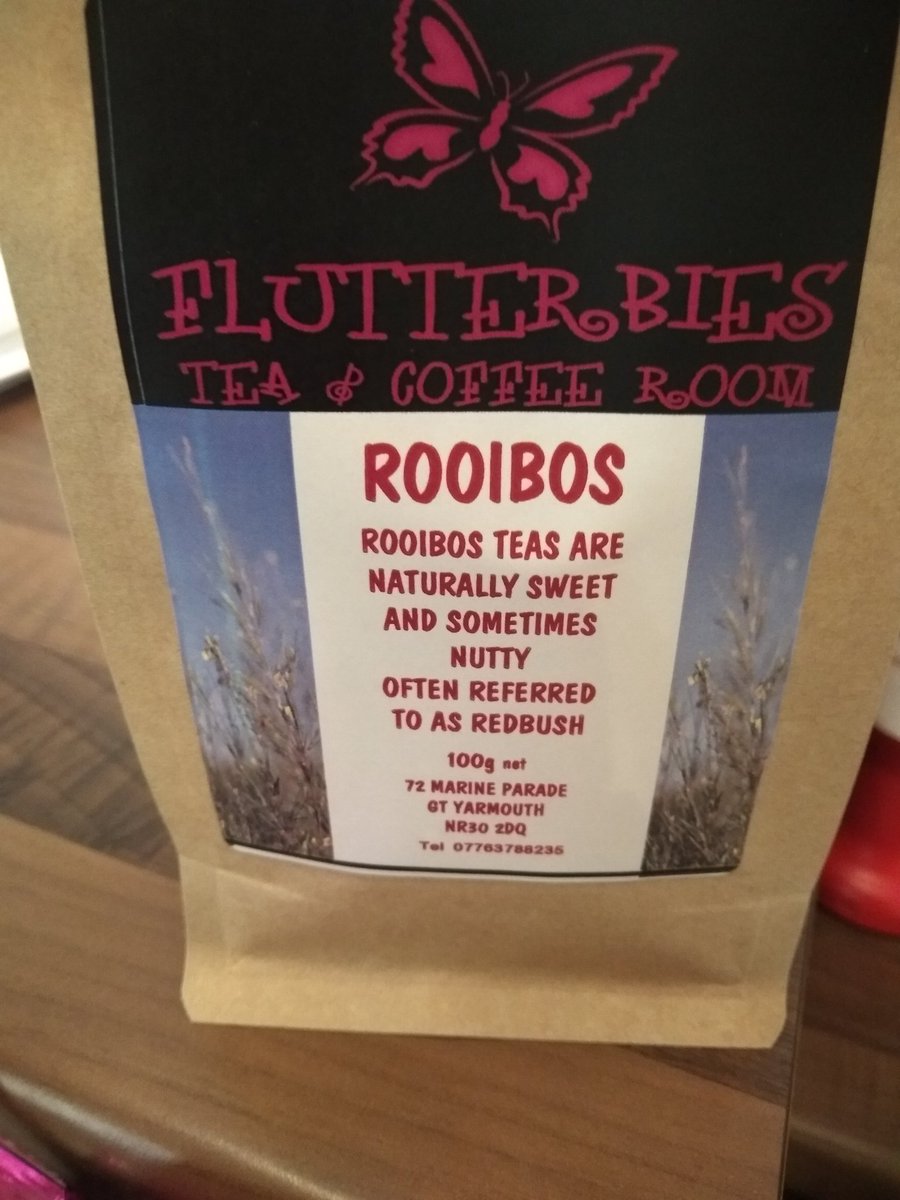 FLUTTERBIES
TEA & COFFEE ROOM
ROOIBOS
ROOIBOS TEAS ARE
NATURALLY SWEET
AND SOMETIMES
NUTTY
OFTEN REFERRED
TO AS REDBUSH
100g net
72 MARINE PARADE
GT YARMOUTH
NR30 2DQ
Tel 07763788235